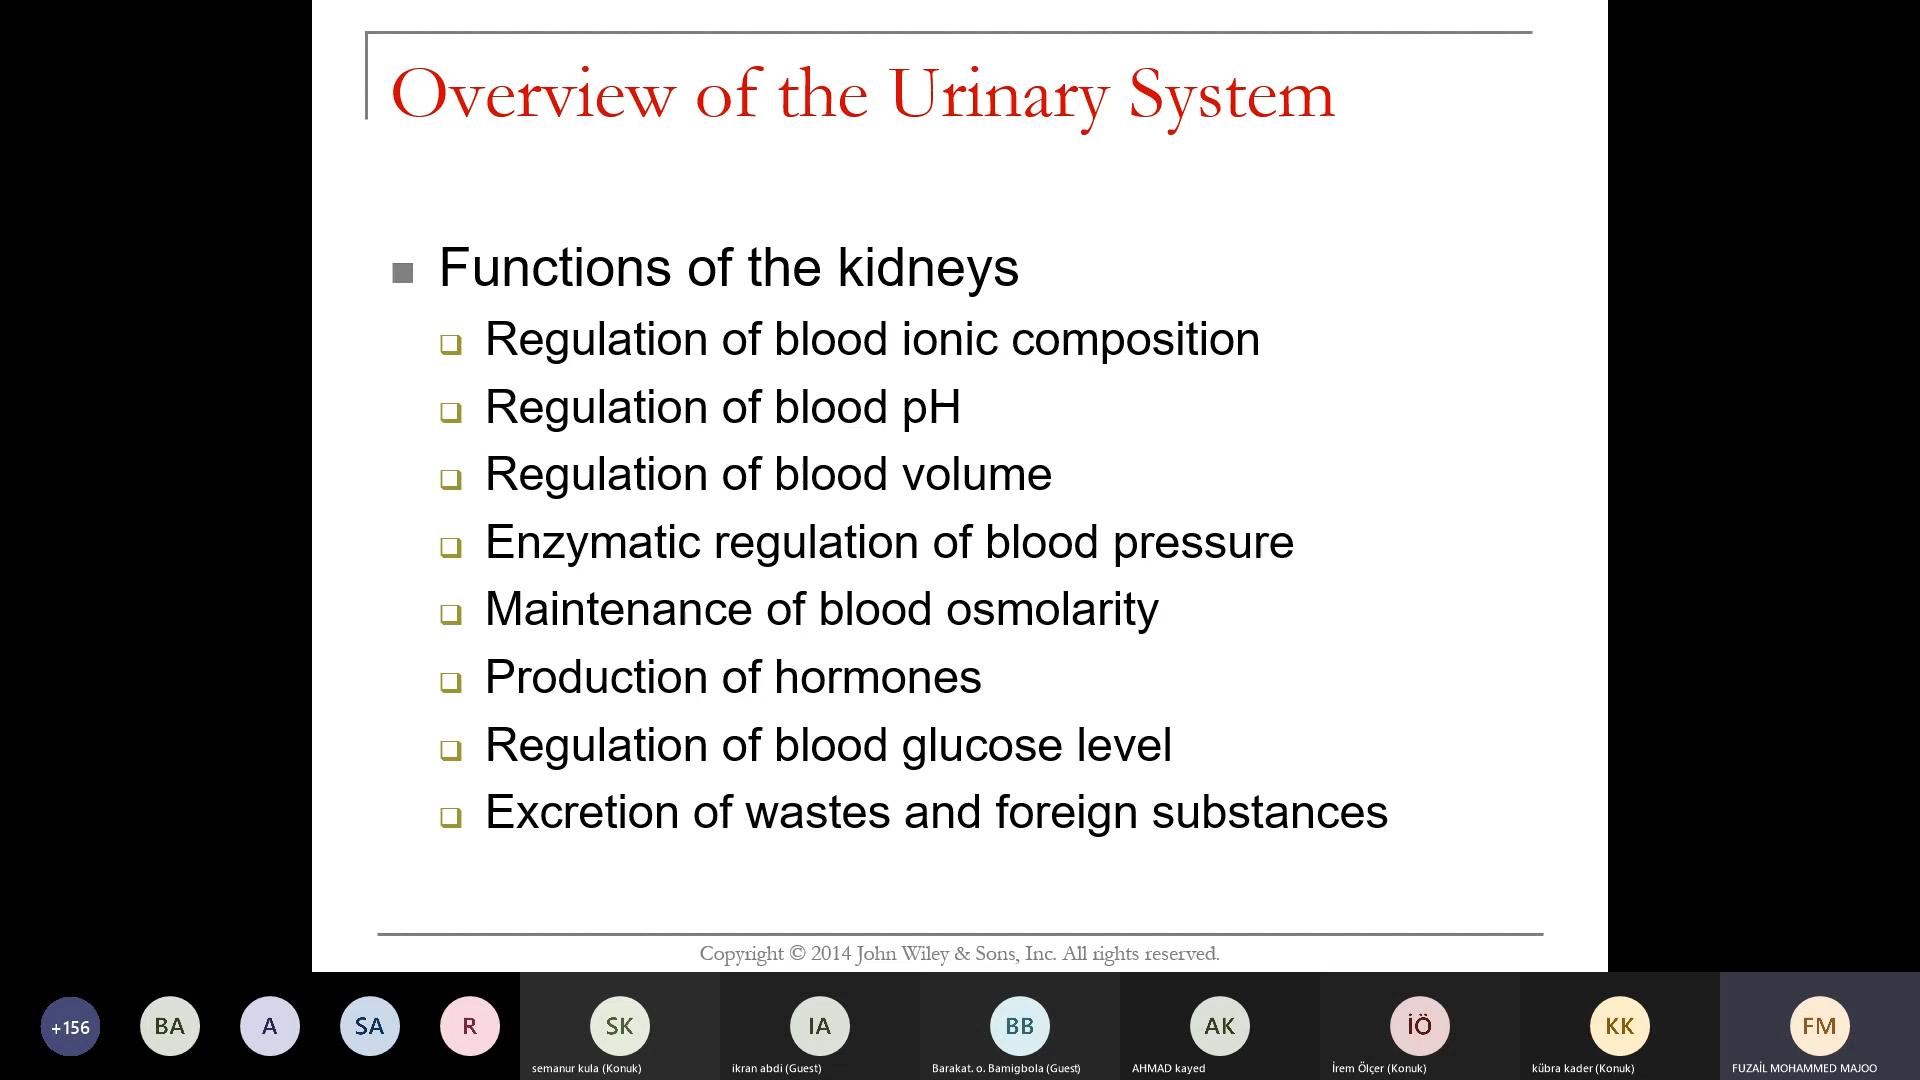 Overview of the Urinary System
Functions of the kidneys
Regulation of blood ionic composition
Regulation of blood pH
Regulation of blood volume
Enzymatic regulation of blood pressure
Maintenance of blood osmolarity
Production of hormones
Regulation of blood glucose level
Excretion of wastes and foreign substances
Copyright © 2014 John Wiley & Sons, Inc. All rights reserved.
+156 BA A SA R SK IA BB AK İÖ KK FM
semanur kula (Konuk) ikran abdi (Guest) Barakat. o. Bamigbola (Guest) AHMAD kayed İrem Ölçer (Konuk) kübra kader (Konuk) FUZAİL MOHAMMED MAJOO